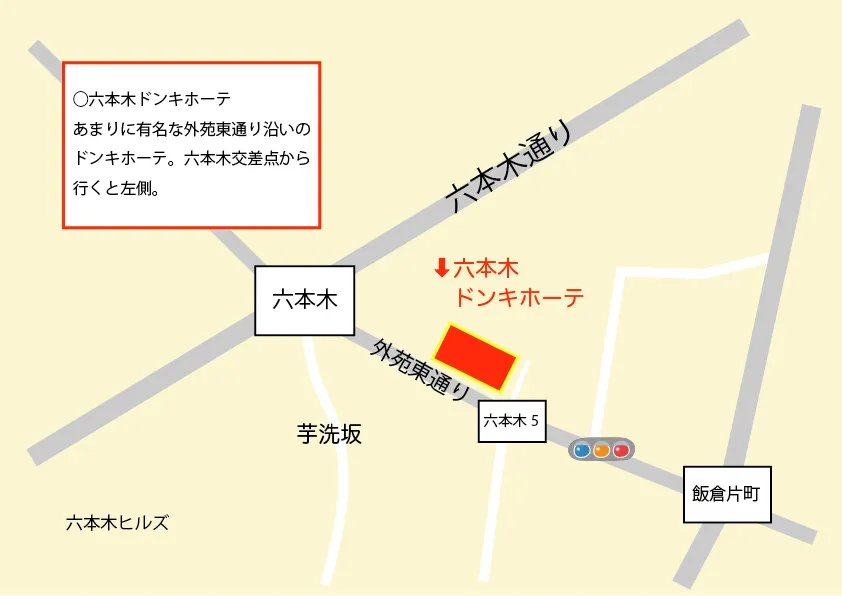 ○六本木ドンキホーテ
あまりに有名な外苑東通り沿いの
ドンキホーテ。六本木交差点から
行くと左側。
六本木通り
六本木
⬇六本木
ドンキホーテ
外苑東通り
六本木5
芋洗坂
飯倉片町
六本木ヒルズ